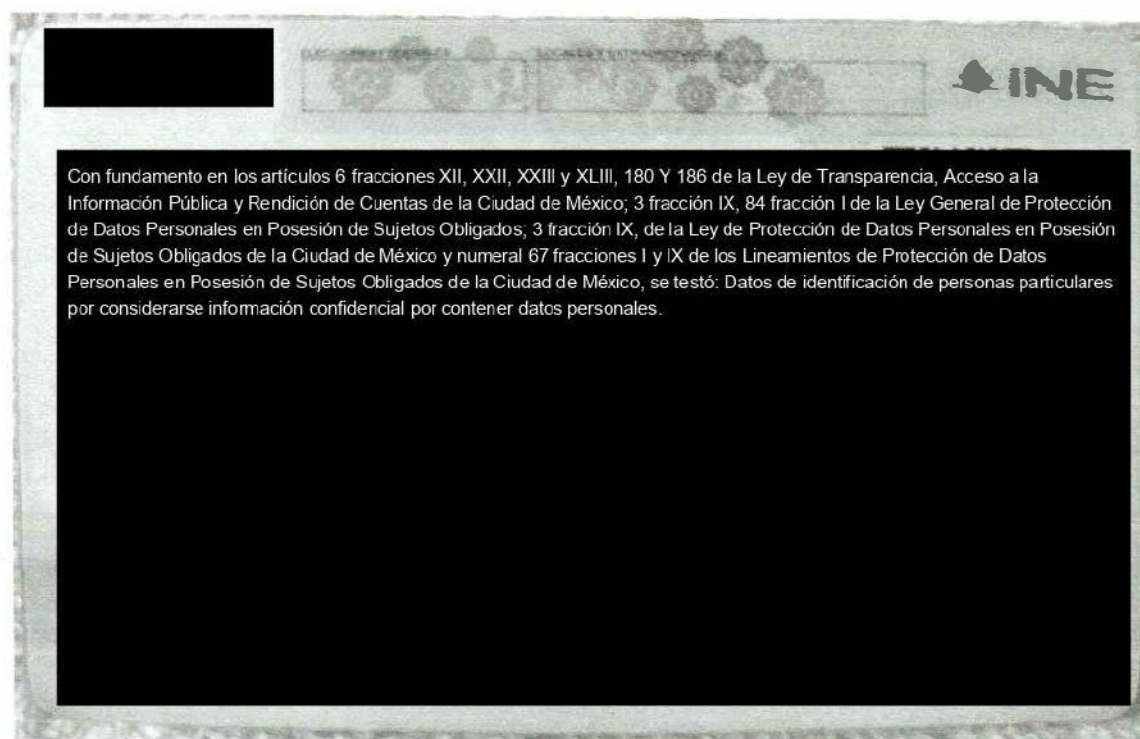 ELECCIONES FEDERALES LOCALES Y EXTRAORDINARIAS
INE
Con fundamento en los artículos 6 fracciones XII, XXII, XXIII y XLIII, 180 Y 186 de la Ley de Transparencia, Acceso a la
Información Pública y Rendición de Cuentas de la Ciudad de México; 3 fracción IX, 84 fracción I de la Ley General de Protección
de Datos Personales en Posesión de Sujetos Obligados; 3 fracción IX, de la Ley de Protección de Datos Personales en Posesión
de Sujetos Obligados de la Ciudad de México y numeral 67 fracciones I y IX de los Lineamientos de Protección de Datos
Personales en Posesión de Sujetos Obligados de la Ciudad de México, se testó: Datos de identificación de personas particulares
por considerarse información confidencial por contener datos personales.